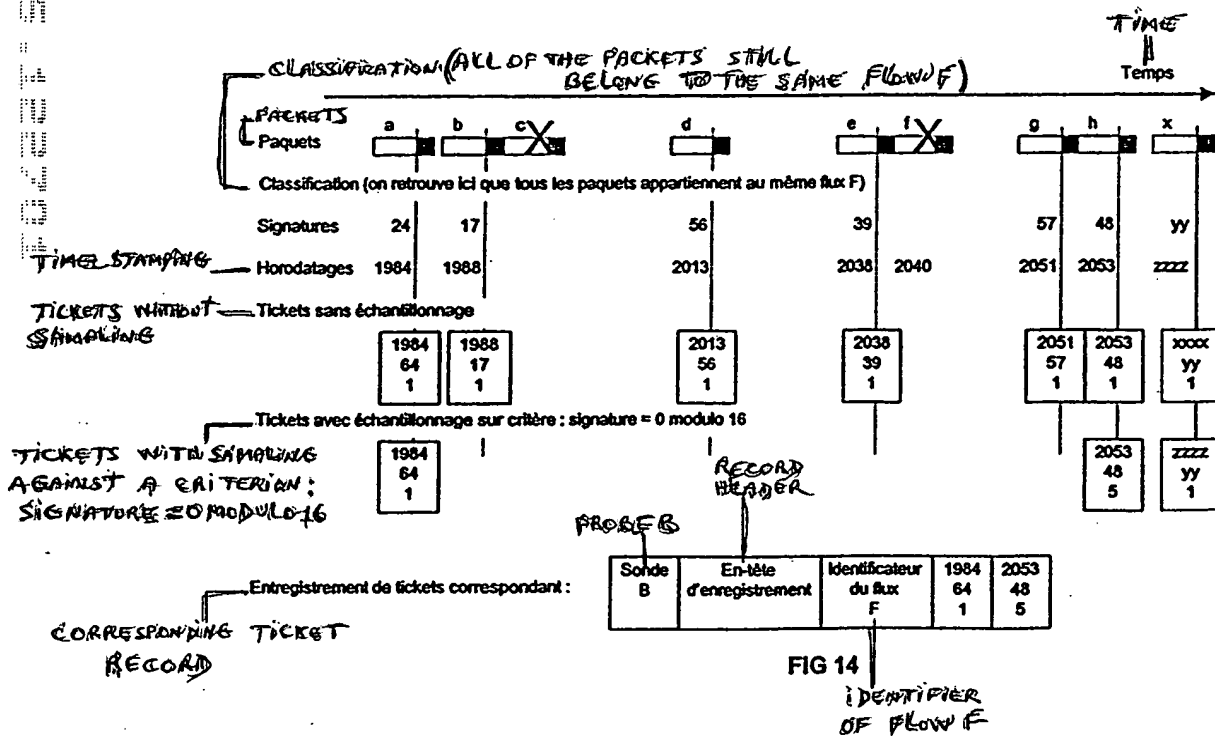 TIME
CLASSIFIRATION (ALL OF THE PACKETS STILL
BELONG TO THE SAME FLOW F)
Temps
PACKETS
a b c d e f g h x
Paquets
Classification (on retrouve ici que tous les paquets appartiennent au même flux F)
Signatures 24 17 56 39 57 48 yy
TIME STAMPING Horodatages 1984 1988 2013 2038 2040 2051 2053 zzzz
TICKETS WITHOUT Tickets sans échantillonnage
SAMPLING
1984 1988 2013 2038 2051 2053 xxxx
64 17 56 39 57 48 yy
1 1 1 1 1 1 1
Tickets avec échantillonnage sur critère : signature = 0 modulo 16
TICKETS WITH SAMPLING
AGAINST A CRITERIAN:
SIGNATURE = 0 MODULO 16
1984 2053 zzzz
64 48 yy
1 5 1
RECORD
HEADER
PROBE B
Entregistrement de tickets correspondant :
Sonde En-tête Identificateur 1984 2053
B d'enregistrement du flux 64 48
F 1 5
CORRESPONDING TICKET
RECORD
FIG 14
IDENTIFIER
OF FLOW F